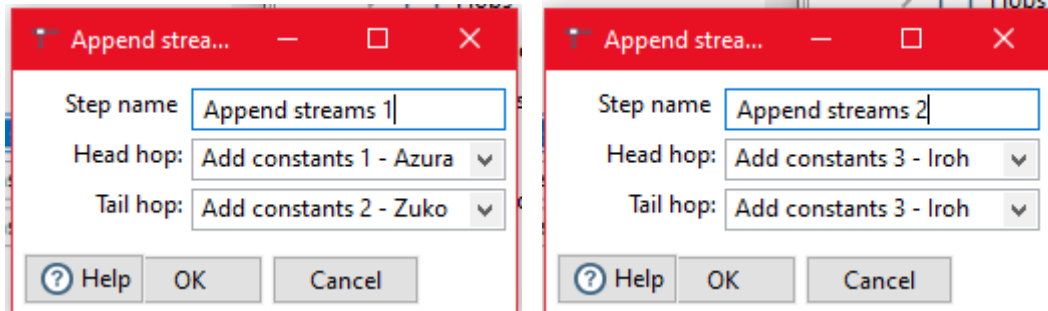 Hops
Append strea...
Step name Append streams 1
Head hop: Add constants 1 - Azura
Tail hop: Add constants 2 - Zuko
? Help OK Cancel
Hops
Append strea...
Step name Append streams 2
Head hop: Add constants 3 - Iroh
Tail hop: Add constants 3 - Iroh
? Help OK Cancel